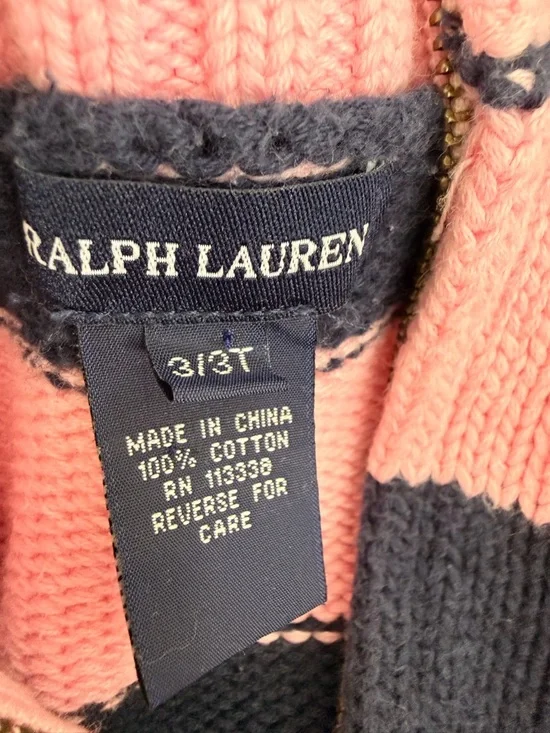 RALPH LAUREN
3/3T
MADE IN CHINA
100% COTTON
RN 113338
REVERSE FOR
CARE